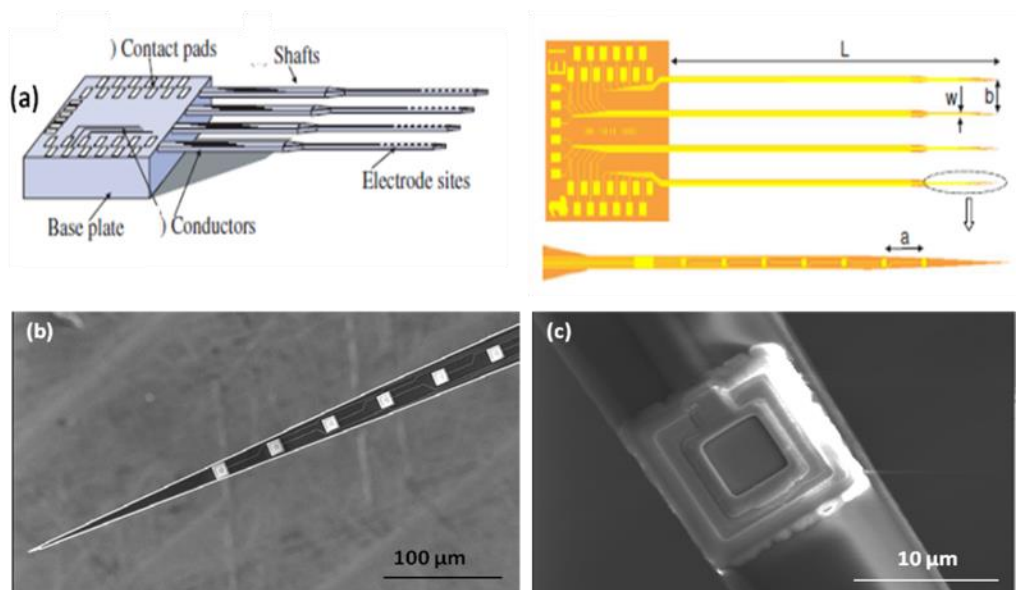 (a)
) Contact pads
Shafts
Electrode sites
Base plate
) Conductors
L
w
b
a
(b)
100 µm
(c)
10 µm